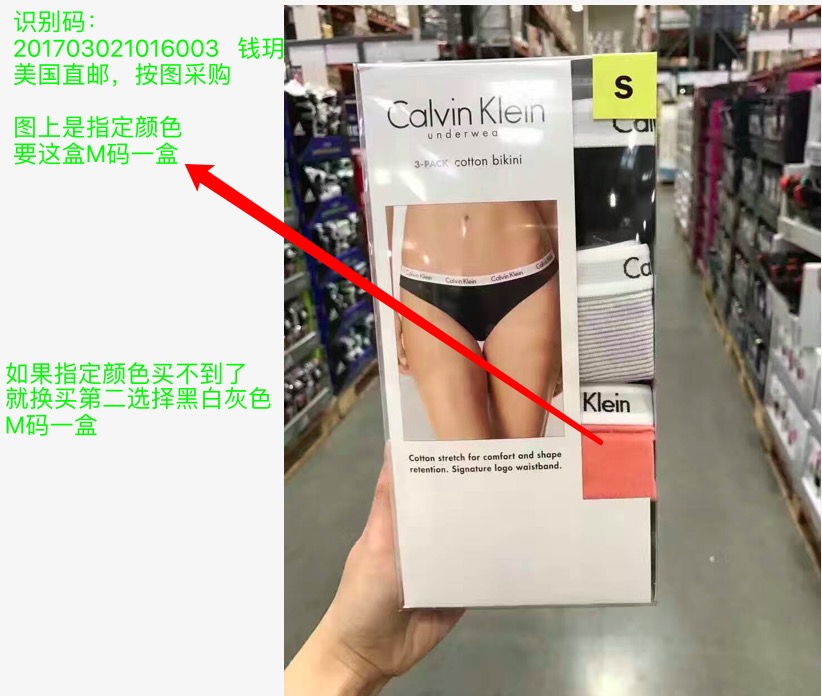 识别码：
201703021016003 钱玥
美国直邮，按图采购
图上是指定颜色
要这盒M码一盒
如果指定颜色买不到了
就换买第二选择黑白灰色
M码一盒
S
Calvin Klein
underwea
3-PACK cotton bikini
Calvin Klein Calvin Klein Calvin Klein Calvin Klein
Cotton stretch for comfort and shape
retention. Signature logo waistband.
Cal
Ca
Klein